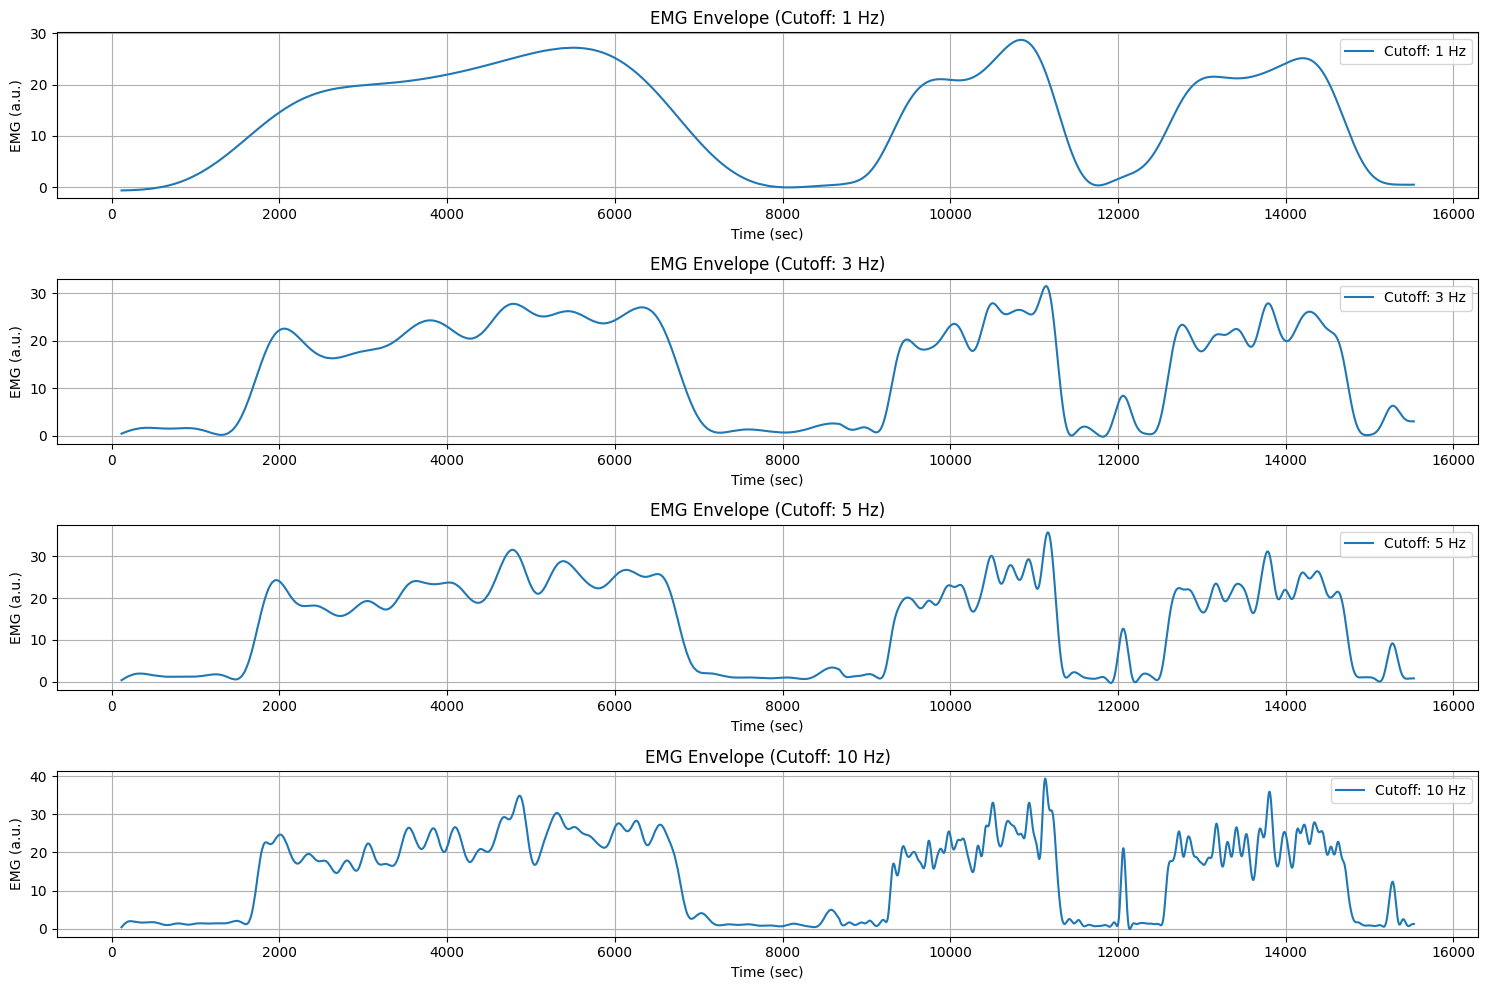 EMG Envelope (Cutoff: 1 Hz)
Cutoff: 1 Hz
EMG (a.u.)
30
20
10
0
0 2000 4000 6000 8000 10000 12000 14000 16000
Time (sec)
EMG Envelope (Cutoff: 3 Hz)
Cutoff: 3 Hz
EMG (a.u.)
30
20
10
0
0 2000 4000 6000 8000 10000 12000 14000 16000
Time (sec)
EMG Envelope (Cutoff: 5 Hz)
Cutoff: 5 Hz
EMG (a.u.)
30
20
10
0
0 2000 4000 6000 8000 10000 12000 14000 16000
Time (sec)
EMG Envelope (Cutoff: 10 Hz)
Cutoff: 10 Hz
EMG (a.u.)
40
30
20
10
0
0 2000 4000 6000 8000 10000 12000 14000 16000
Time (sec)